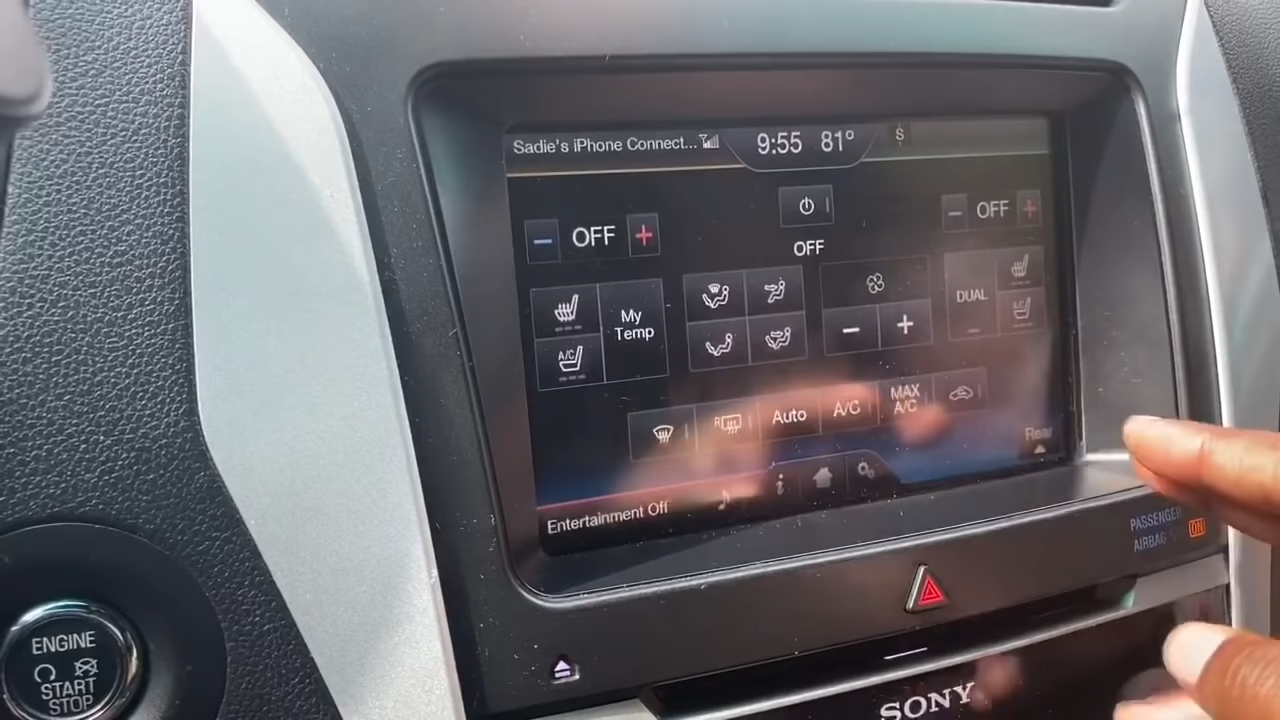 Sadie's iPhone Connect...
9:55 81°
S
OFF
OFF
OFF
My
Temp
A/C
DUAL
A/C
R
Auto
A/C
MAX
A/C
Rear
Entertainment Off
PASSENGER
AIRBAG
ON
ENGINE
START
STOP
SONY